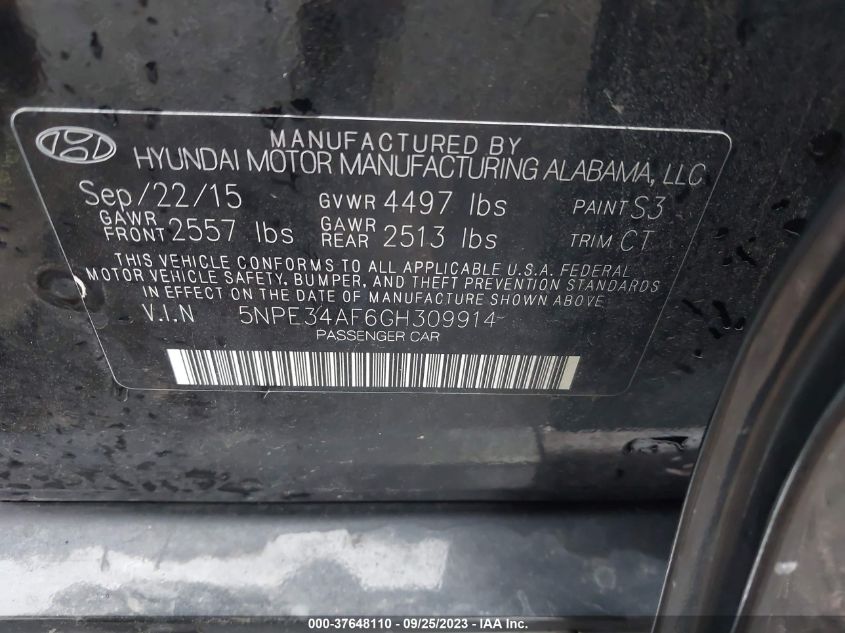 MANUFACTURED BY
HYUNDAI MOTOR MANUFACTURING ALABAMA, LLC
Sep/22/15 GVWR 4497 lbs PAINT S3
GAWR FRONT 2557 lbs GAWR REAR 2513 lbs TRIM CT
THIS VEHICLE CONFORMS TO ALL APPLICABLE U.S.A. FEDERAL
MOTOR VEHICLE SAFETY, BUMPER, AND THEFT PREVENTION STANDARDS
IN EFFECT ON THE DATE OF MANUFACTURE SHOWN ABOVE.
V.I.N 5NPE34AF6GH309914
PASSENGER CAR
000-37648110 - 09/25/2023 - IAA Inc.